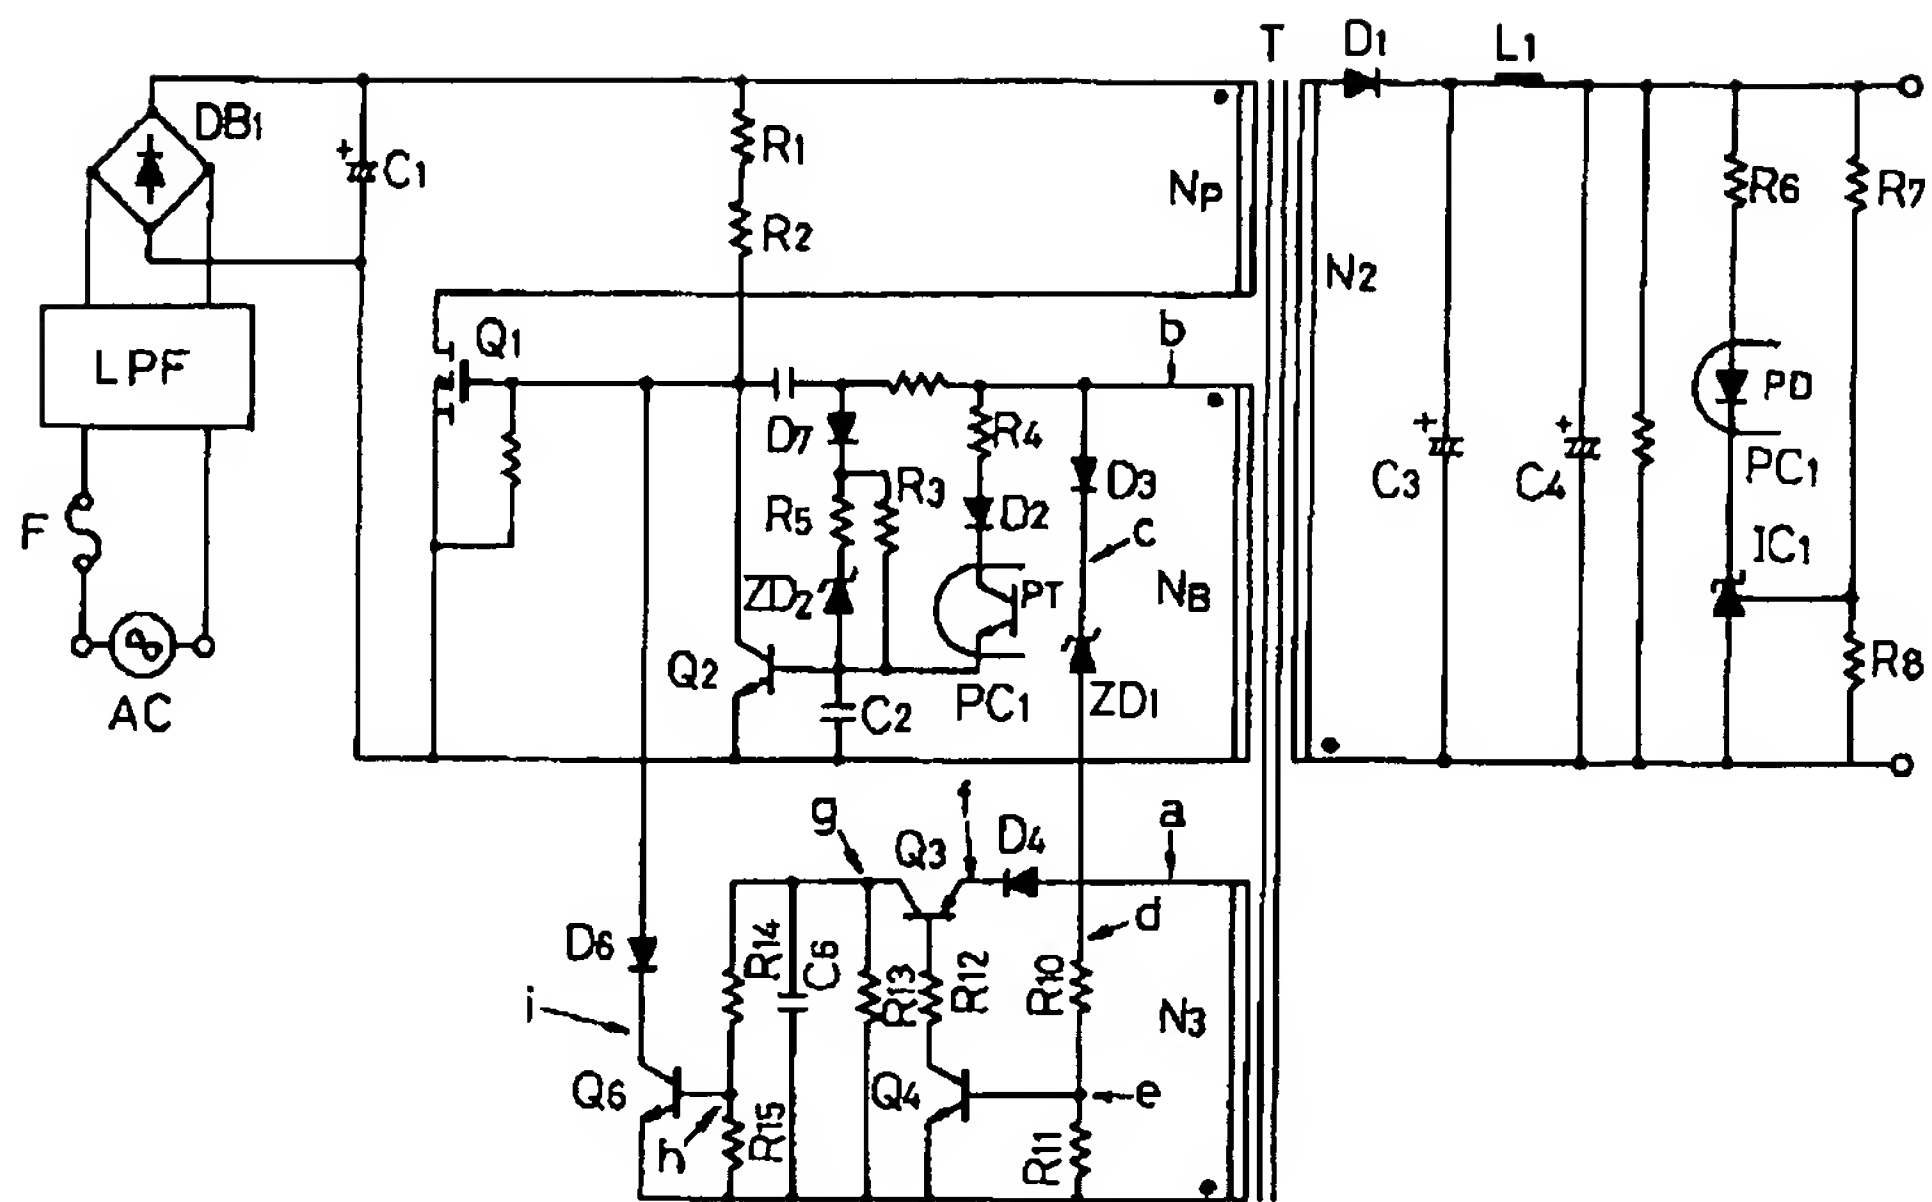 T
D1
L1
DB1
C1
R1
R2
NP
N2
R6
R7
LPF
Q1
b
PD
PC1
C3
C4
D7
R4
R3
D3
R5
D2
c
F
ZD2
PT
NB
IC1
Q2
C2
PC1
ZD1
R8
AC
g
f
Q3
D4
a
D6
R14
C6
R13
R12
d
R10
N3
i
Q6
h
R15
Q4
e
R11